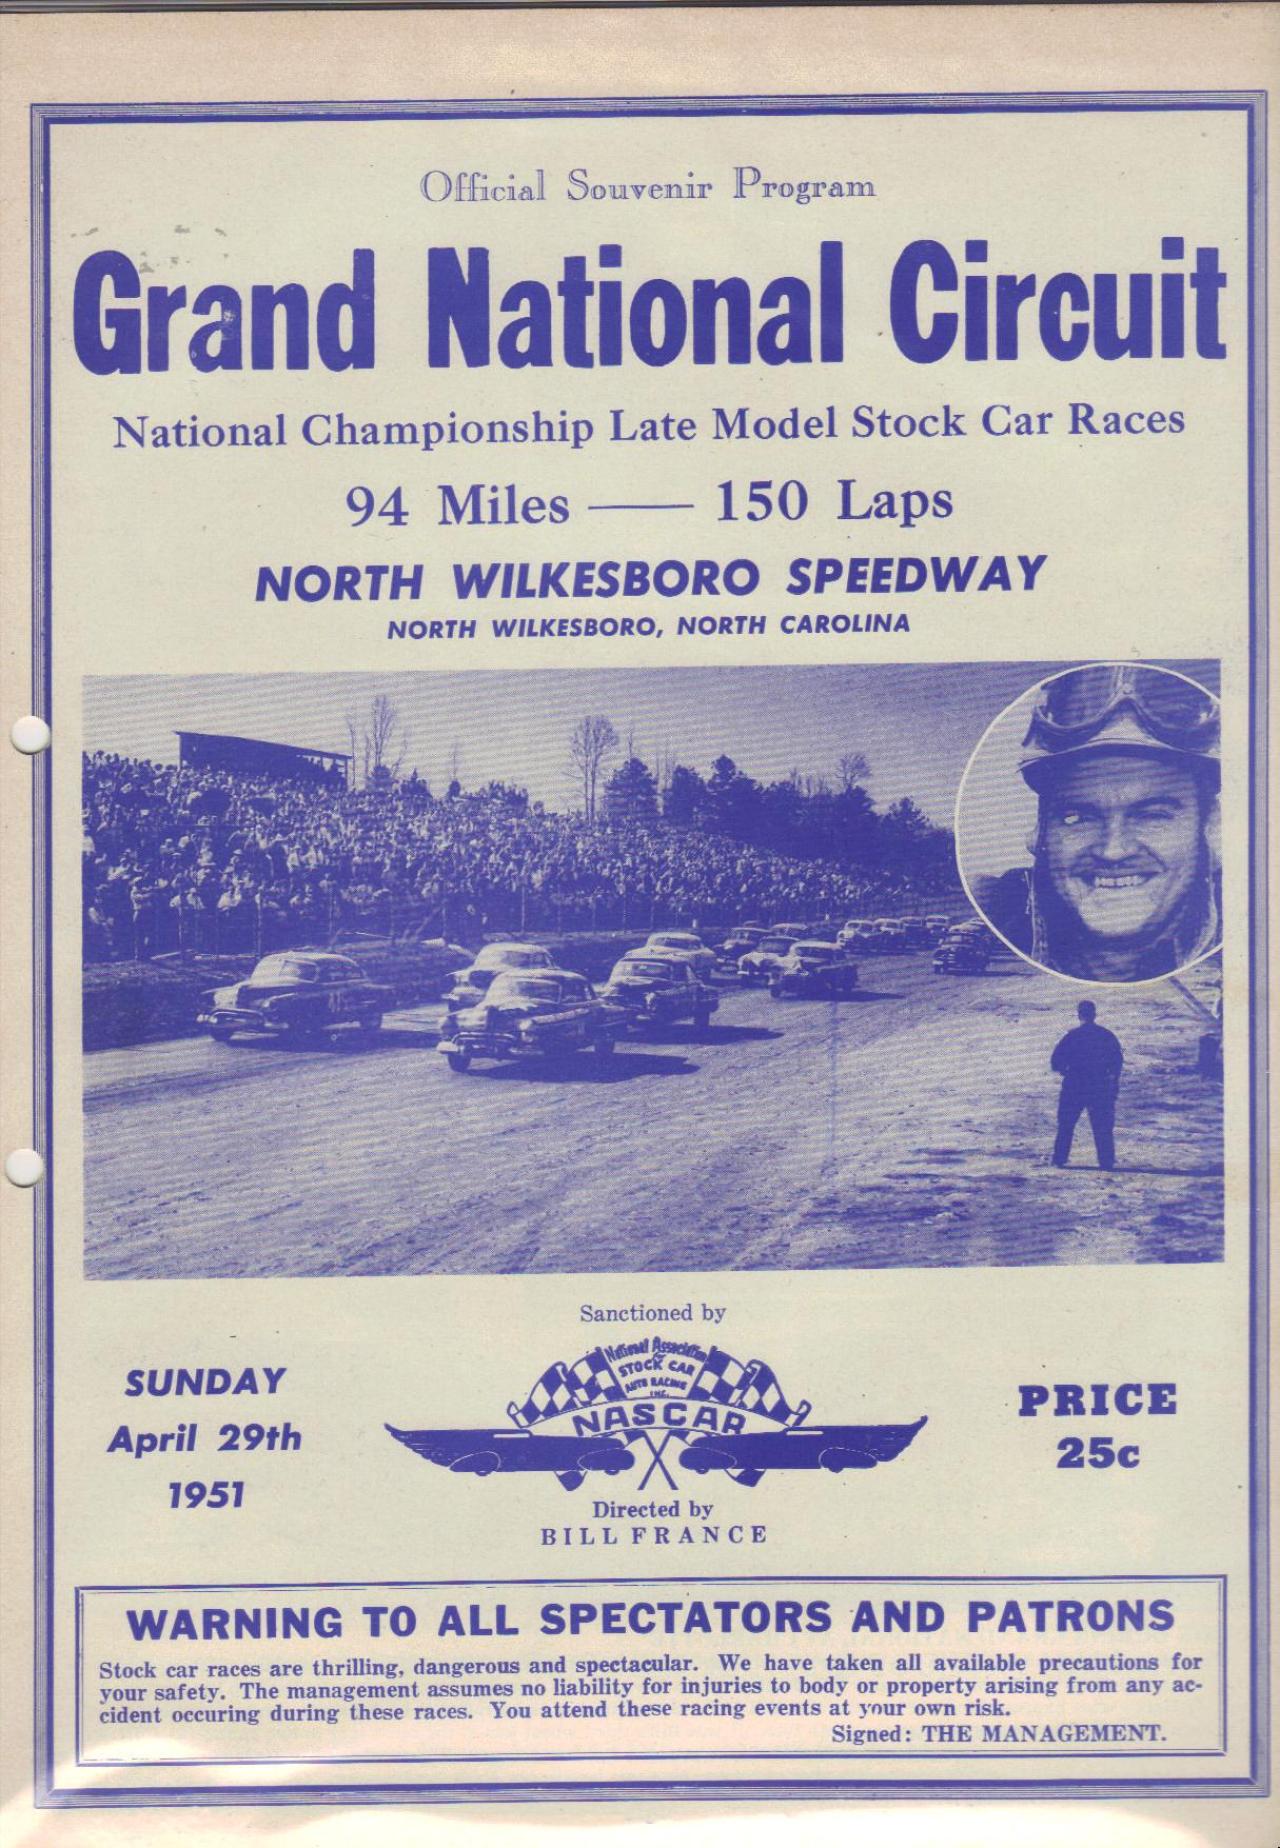 Official Souvenir Program
Grand National Circuit
National Championship Late Model Stock Car Races
94 Miles — 150 Laps
NORTH WILKESBORO SPEEDWAY
NORTH WILKESBORO, NORTH CAROLINA
Sanctioned by
National Association
for
STOCK CAR
AUTO RACING
INC.
NASCAR
SUNDAY
April 29th
1951
PRICE
25c
Directed by
BILL FRANCE
WARNING TO ALL SPECTATORS AND PATRONS
Stock car races are thrilling, dangerous and spectacular. We have taken all available precautions for
your safety. The management assumes no liability for injuries to body or property arising from any ac-
cident occuring during these races. You attend these racing events at your own risk.
Signed: THE MANAGEMENT.